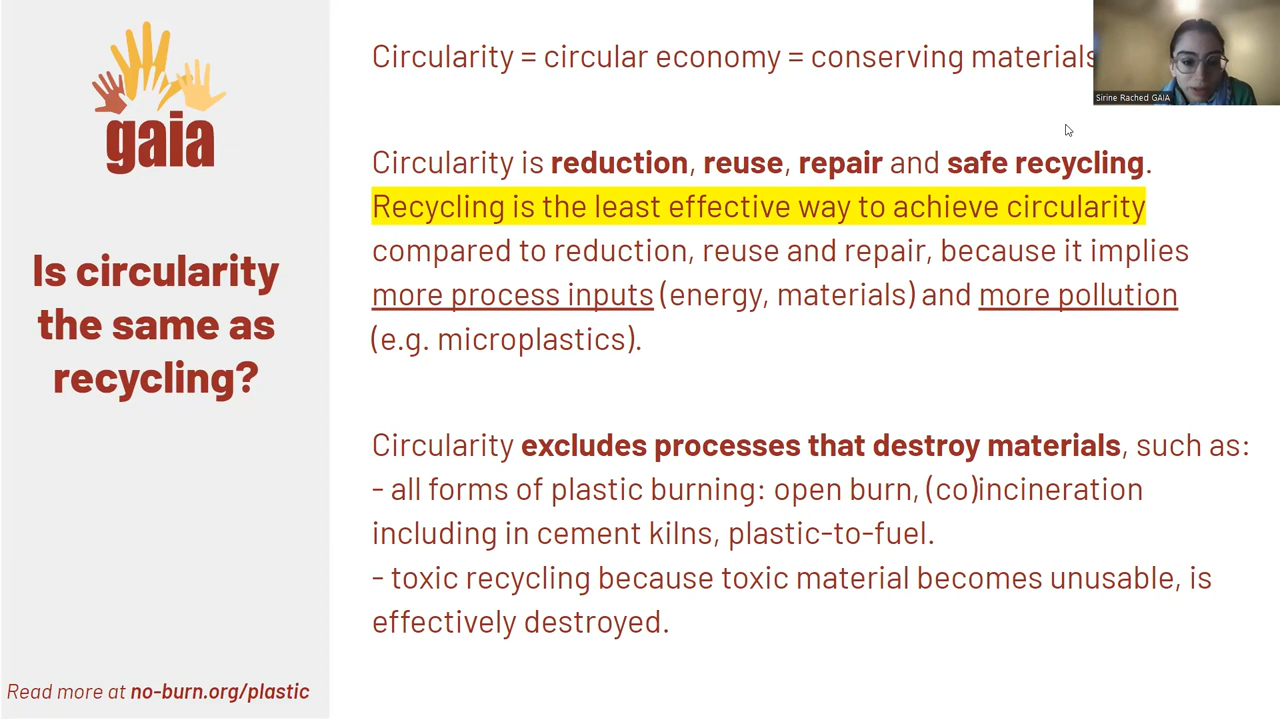 gaia
Is circularity
the same as
recycling?
Read more at no-burn.org/plastic
Circularity = circular economy = conserving materials
Circularity is reduction, reuse, repair and safe recycling.
Recycling is the least effective way to achieve circularity
compared to reduction, reuse and repair, because it implies
more process inputs (energy, materials) and more pollution
(e.g. microplastics).
Circularity excludes processes that destroy materials, such as:
- all forms of plastic burning: open burn, (co)incineration
including in cement kilns, plastic-to-fuel.
- toxic recycling because toxic material becomes unusable, is
effectively destroyed.
Sirine Rached GAIA